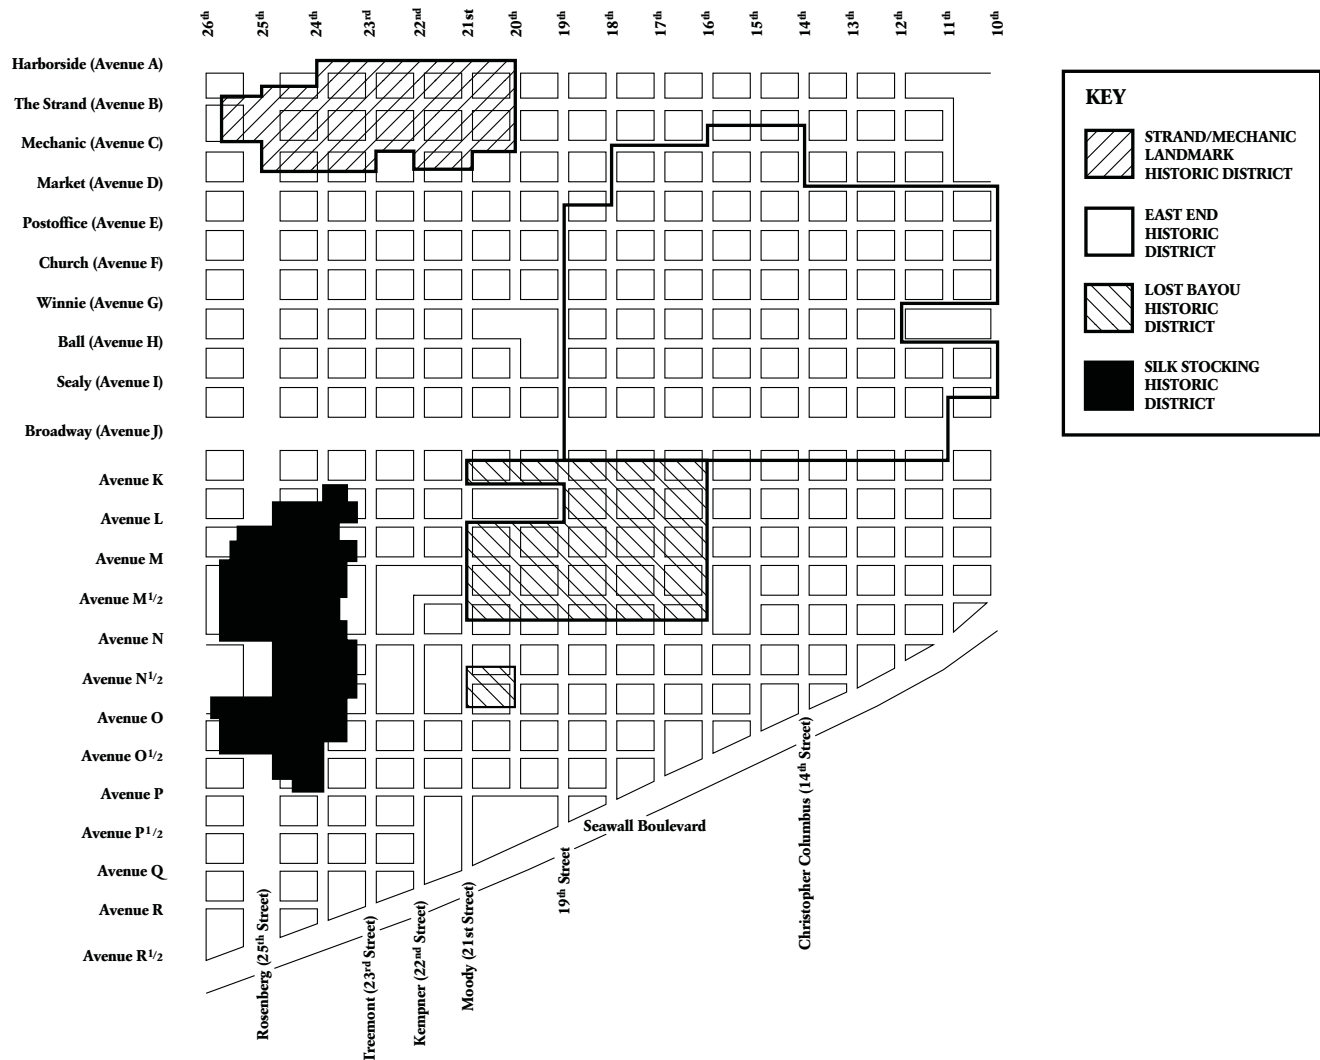 26th
25th
24th
23rd
22nd
21st
20th
19th
18th
17th
16th
15th
14th
13th
12th
11th
10th
Harborside (Avenue A)
The Strand (Avenue B)
Mechanic (Avenue C)
Market (Avenue D)
Postoffice (Avenue E)
Church (Avenue F)
Winnie (Avenue G)
Ball (Avenue H)
Sealy (Avenue I)
Broadway (Avenue J)
Avenue K
Avenue L
Avenue M
Avenue M1/2
Avenue N
Avenue N1/2
Avenue O
Avenue O1/2
Avenue P
Avenue P1/2
Avenue Q
Avenue R
Avenue R1/2
Rosenberg (25th Street)
Treemont (23rd Street)
Kempner (22nd Street)
Moody (21st Street)
19th Street
Seawall Boulevard
Christopher Columbus (14th Street)
KEY
STRAND/MECHANIC
LANDMARK
HISTORIC DISTRICT
EAST END
HISTORIC
DISTRICT
LOST BAYOU
HISTORIC
DISTRICT
SILK STOCKING
HISTORIC
DISTRICT